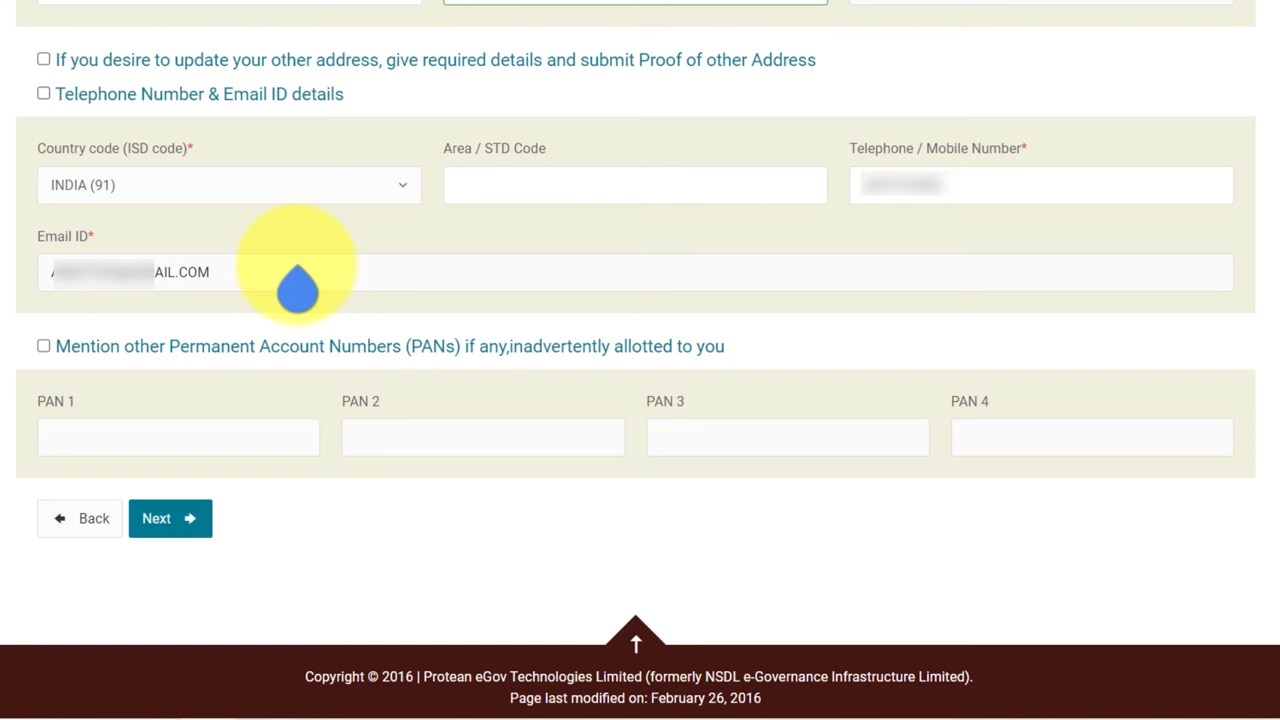 If you desire to update your other address, give required details and submit Proof of other Address
Telephone Number & Email ID details
Country code (ISD code)* Area / STD Code Telephone / Mobile Number*
INDIA (91)
Email ID*
AIL.COM
Mention other Permanent Account Numbers (PANs) if any,inadvertently allotted to you
PAN 1 PAN 2 PAN 3 PAN 4
Back Next
Copyright © 2016 | Protean eGov Technologies Limited (formerly NSDL e-Governance Infrastructure Limited).
Page last modified on: February 26, 2016